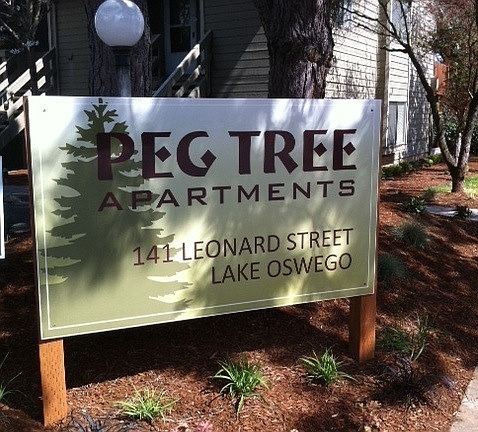 PEG TREE
APARTMENTS
141 LEONARD STREET
LAKE OSWEGO